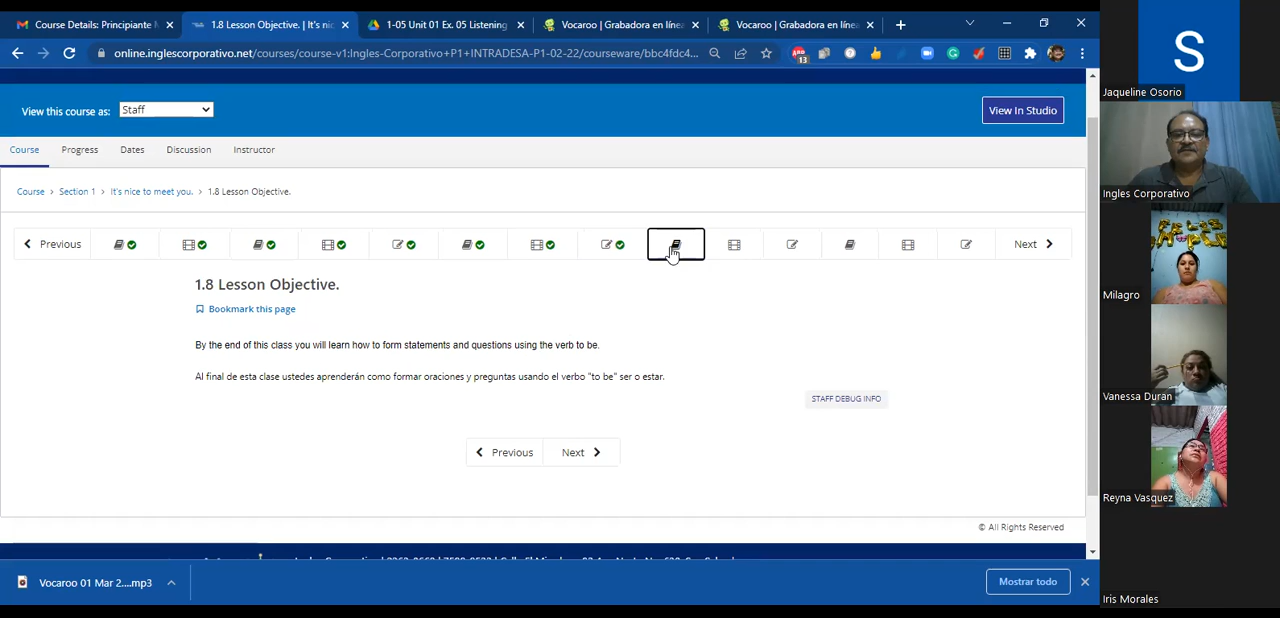 Course Details: Principiante M
1.8 Lesson Objective. | It's nic
1-05 Unit 01 Ex. 05 Listening
Vocaroo | Grabadora en línea
Vocaroo | Grabadora en línea
online.inglescorporativo.net/courses/course-v1:Ingles-Corporativo+P1+INTRADESA-P1-02-22/courseware/bbc4fdc4...
13
View this course as:
Staff
View In Studio
Course
Progress
Dates
Discussion
Instructor
Course > Section 1 > It's nice to meet you. > 1.8 Lesson Objective.
Previous
Next
1.8 Lesson Objective.
Bookmark this page
By the end of this class you will learn how to form statements and questions using the verb to be.
Al final de esta clase ustedes aprenderán como formar oraciones y preguntas usando el verbo "to be" ser o estar.
STAFF DEBUG INFO
Previous
Next
© All Rights Reserved
Vocaroo 01 Mar 2....mp3
Mostrar todo
S
Jaqueline Osorio
Ingles Corporativo
Milagro
Vanessa Duran
Reyna Vasquez
Iris Morales